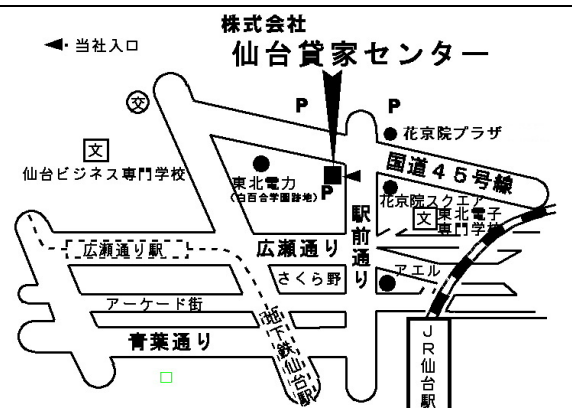 株式会社
仙台貸家センター
◀・当社入口
P
P
交
花京院プラザ
文
仙台ビジネス専門学校
国道45号線
東北電力
(白百合学園跡地)
P
花京院スクエア
文
東北電子
専門学校
駅前通り
広瀬通り駅
広瀬通り
さくら野
アエル
アーケード街
地下鉄仙台駅
青葉通り
JR仙台駅